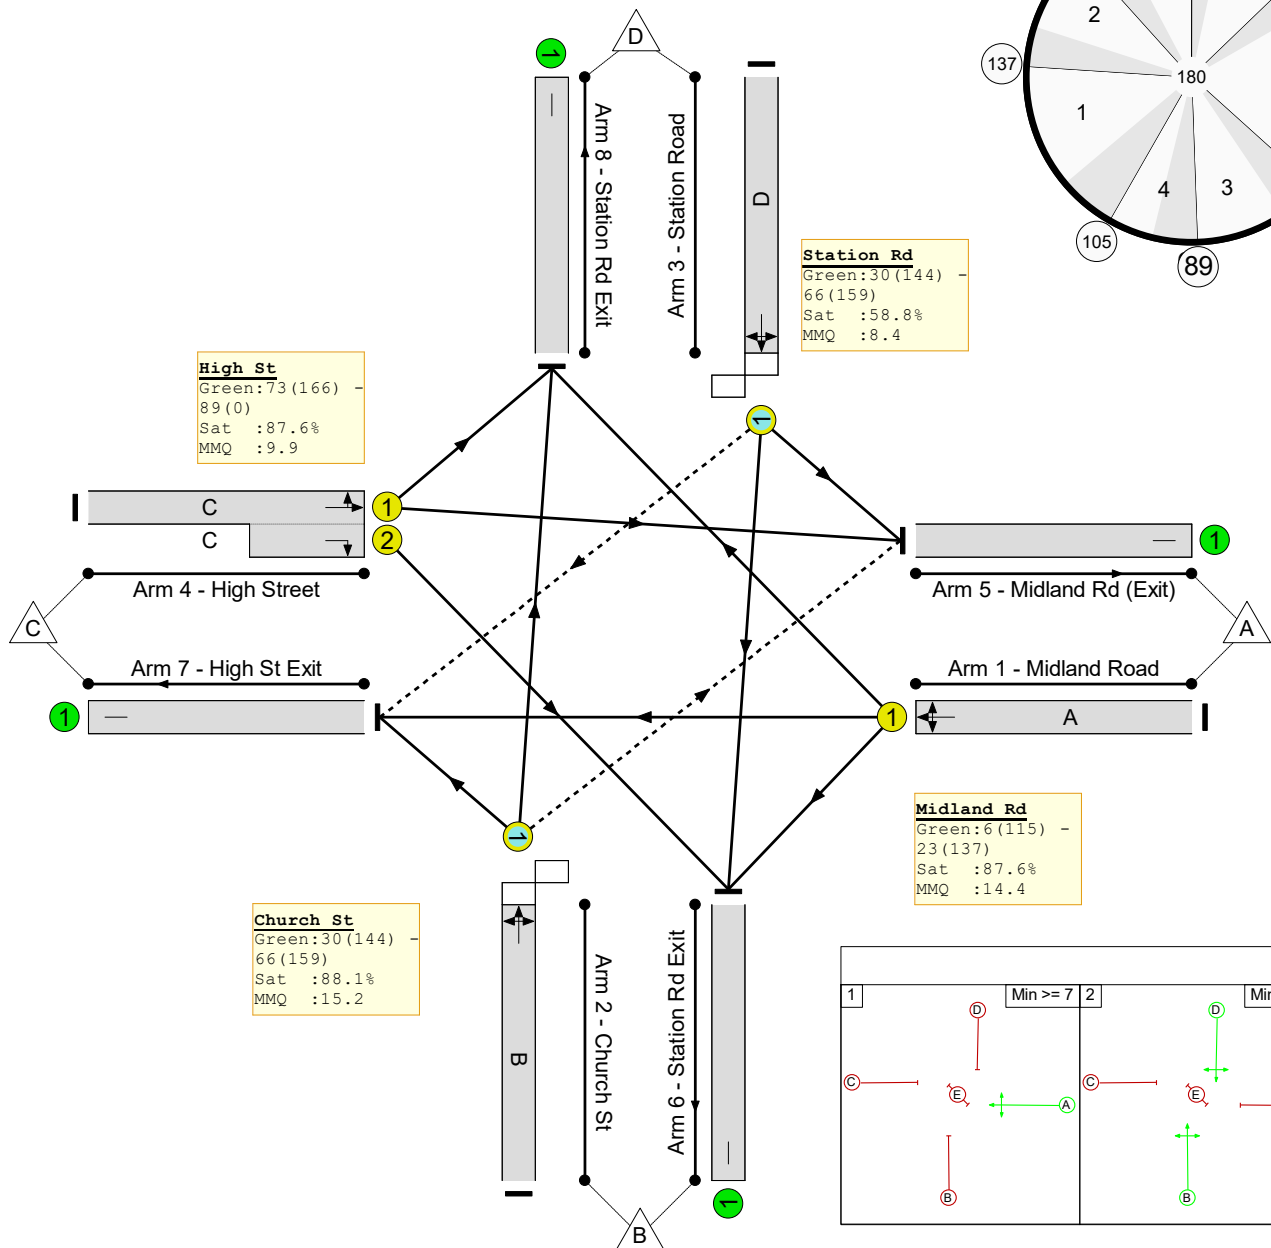 D
1
2
137
180
1
4
3
105
89
Arm 8 - Station Rd Exit
Arm 3 - Station Road
D
Station Rd
Green:30(144) -
66(159)
Sat :58.8%
MMQ :8.4
High St
Green:73(166) -
89(0)
Sat :87.6%
MMQ :9.9
1
C
1
C
2
1
Arm 4 - High Street
Arm 5 - Midland Rd (Exit)
C
A
Arm 7 - High St Exit
Arm 1 - Midland Road
1
1
A
Midland Rd
Green:6(115) -
23(137)
Sat :87.6%
MMQ :14.4
1
Church St
Green:30(144) -
66(159)
Sat :88.1%
MMQ :15.2
B
Arm 2 - Church St
Arm 6 - Station Rd Exit
1
B
1
Min >= 7
2
D
C
E
A
B
D
C
E
B